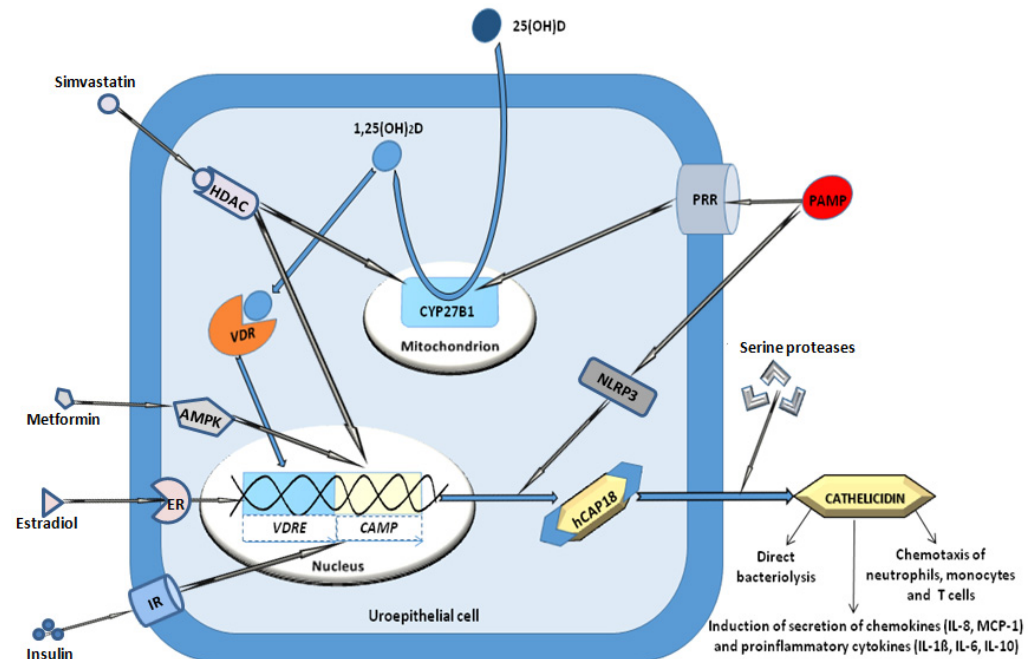 25(OH)D
Simvastatin
1,25(OH)2D
HDAC
PRR
PAMP
CYP27B1
Mitochondrion
VDR
Serine proteases
NLRP3
Metformin
AMPK
Estradiol
ER
VDRE
CAMP
Nucleus
hCAP18
CATHELICIDIN
Direct
bacteriolysis
Chemotaxis of
neutrophils, monocytes
and T cells
IR
Insulin
Uroepithelial cell
Induction of secretion of chemokines (IL-8, MCP-1)
and proinflammatory cytokines (IL-1ß, IL-6, IL-10)